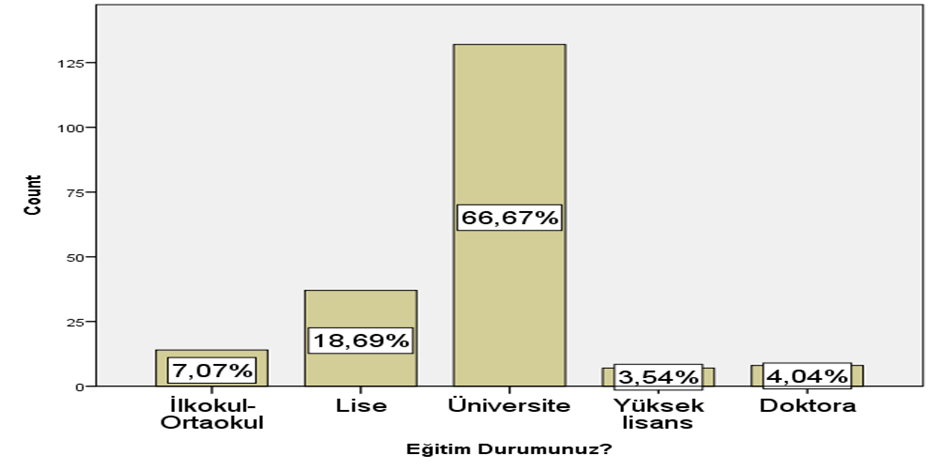 125
100
75
50
25
0
Count
7,07%
18,69%
66,67%
3,54%
4,04%
İlkokul-
Ortaokul
Lise
Üniversite
Yüksek
lisans
Doktora
Eğitim Durumunuz?